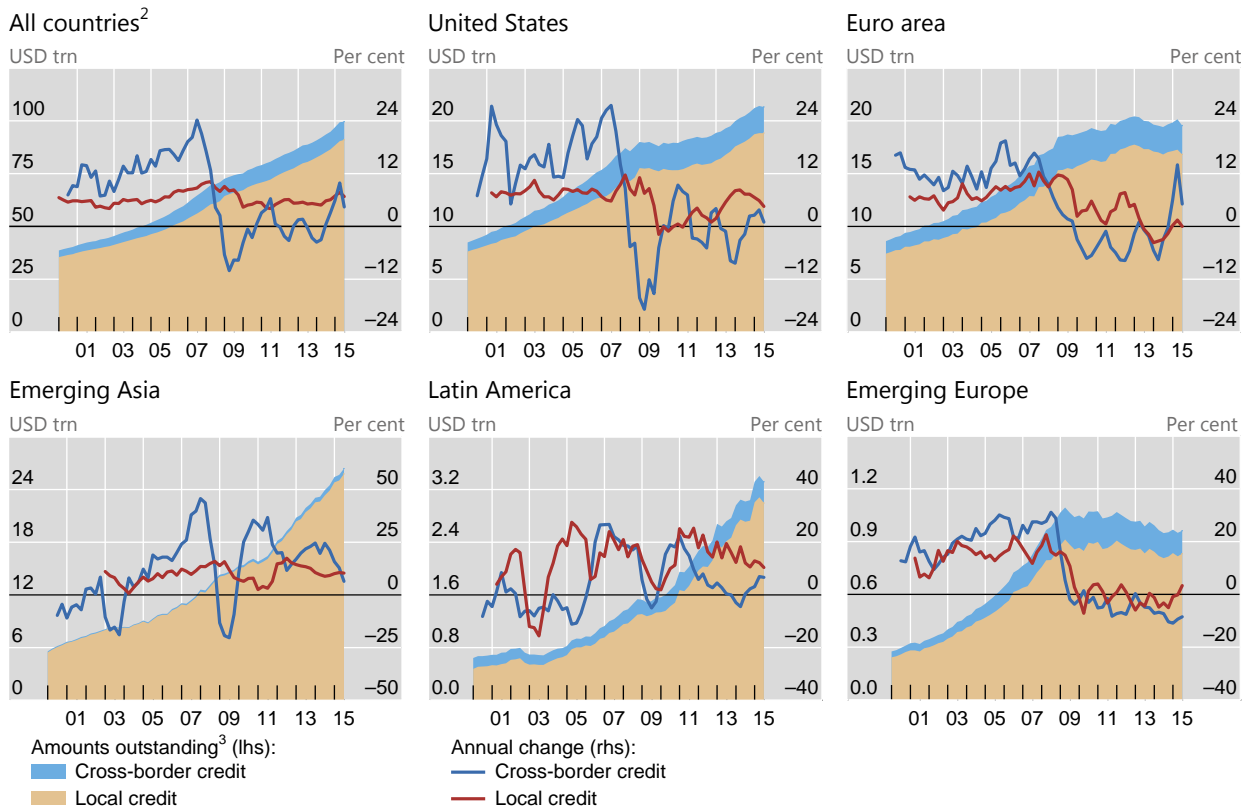 All countries²
USD trn Per cent
100 24
75 12
50 0
25 –12
0 –24
01 03 05 07 09 11 13 15
United States
USD trn Per cent
20 24
15 12
10 0
5 –12
0 –24
01 03 05 07 09 11 13 15
Euro area
USD trn Per cent
20 24
15 12
10 0
5 –12
0 –24
01 03 05 07 09 11 13 15
Emerging Asia
USD trn Per cent
24 50
18 25
12 0
6 –25
0 –50
01 03 05 07 09 11 13 15
Latin America
USD trn Per cent
3.2 40
2.4 20
1.6 0
0.8 –20
0.0 –40
01 03 05 07 09 11 13 15
Emerging Europe
USD trn Per cent
1.2 40
0.9 20
0.6 0
0.3 –20
0.0 –40
01 03 05 07 09 11 13 15
Amounts outstanding³ (lhs):
Cross-border credit
Local credit
Annual change (rhs):
Cross-border credit
Local credit